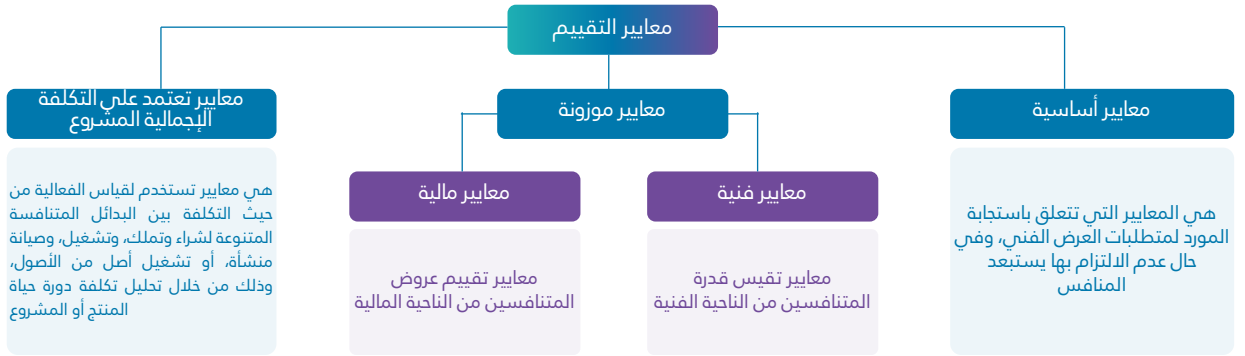 معايير التقييم
معايير أساسية
هي المعايير التي تتعلق باستجابة
المورد لمتطلبات العرض الفني، وفي
حال عدم الالتزام بها يستبعد
المنافس
معايير موزونة
معايير فنية
معايير تقيس قدرة
المتنافسين من الناحية الفنية
معايير مالية
معايير تقييم عروض
المتنافسين من الناحية المالية
معايير تعتمد على التكلفة
الإجمالية المشروع
هي معايير تستخدم لقياس الفعالية من
حيث التكلفة بين البدائل المتنافسة
المتنوعة لشراء وتملك، وتشغيل، وصيانة
منشأة، أو تشغيل أصل من الأصول،
وذلك من خلال تحليل تكلفة دورة حياة
المنتج أو المشروع